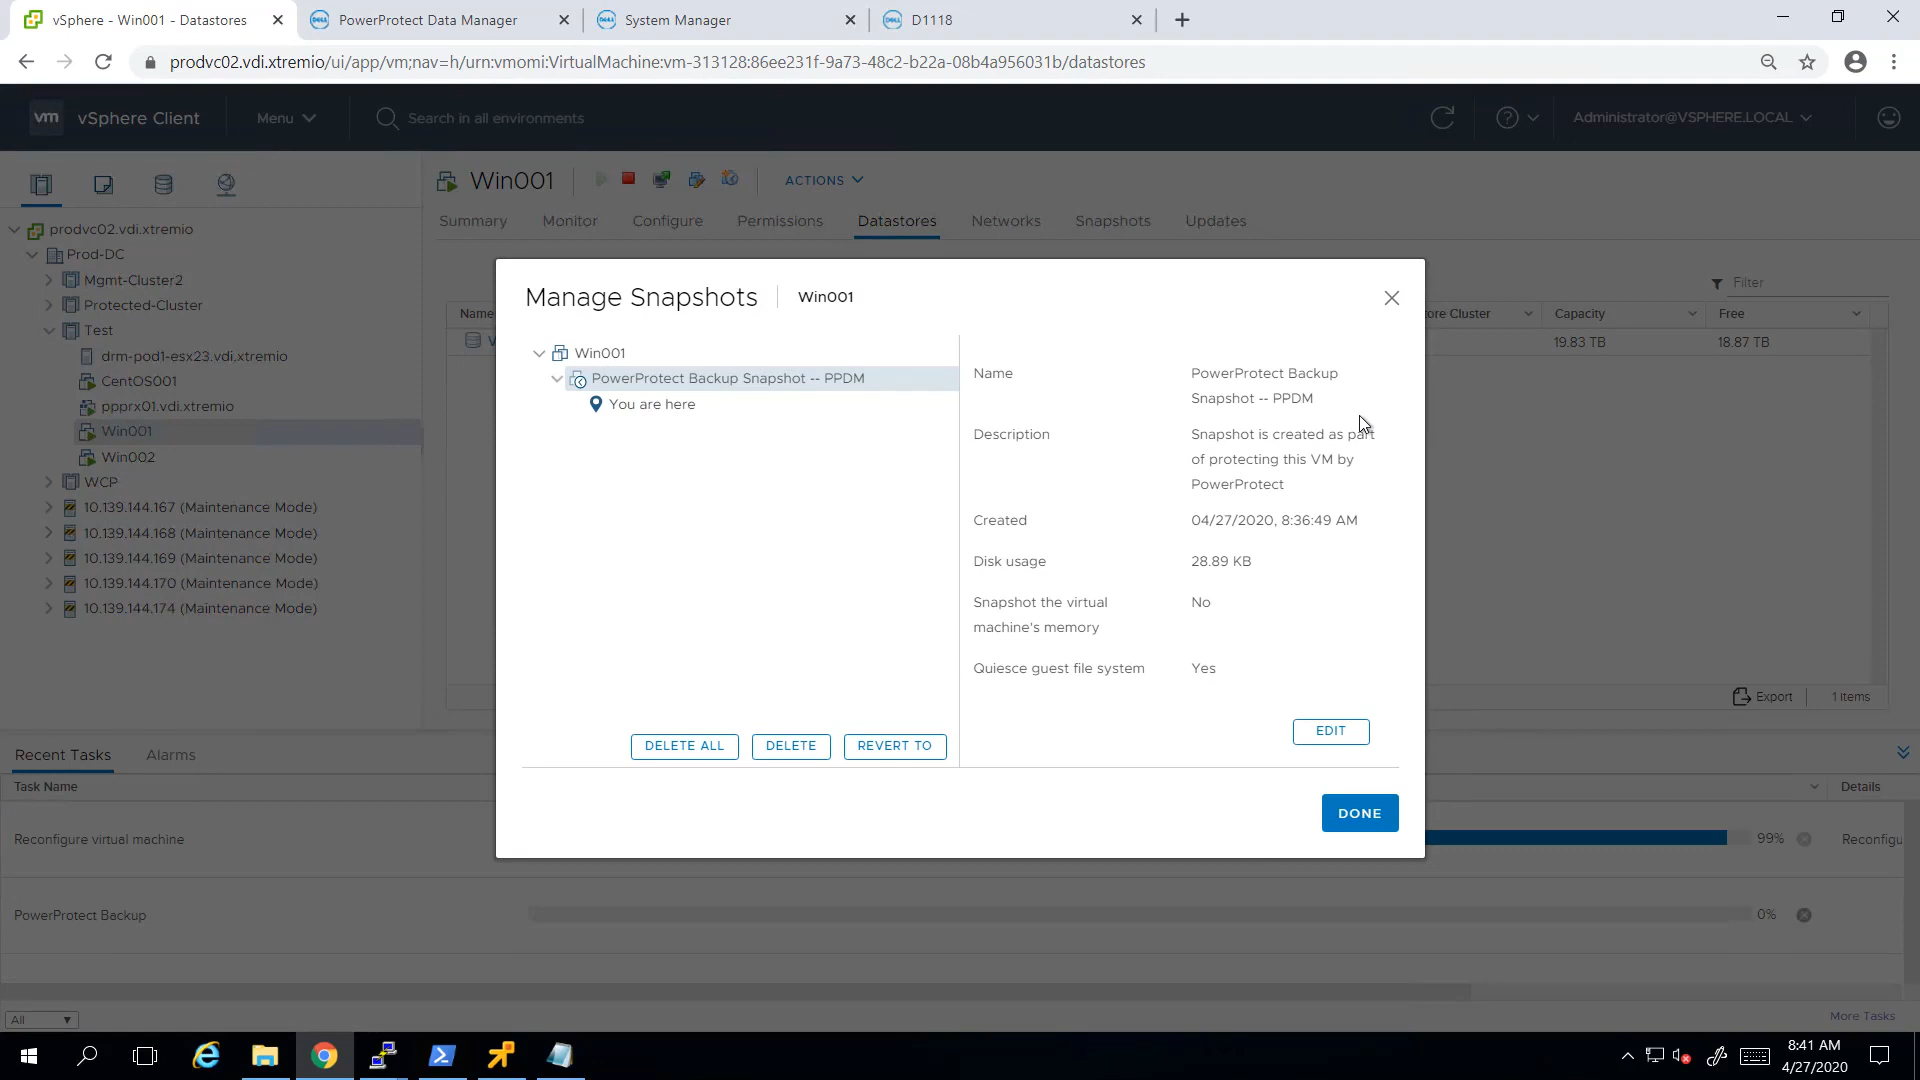 vSphere - Win001 - Datastores
PowerProtect Data Manager
System Manager
D1118
prodvc02.vdi.xtremio/ui/app/vm;nav=h/urn:vmomi:VirtualMachine:vm-313128:86ee231f-9a73-48c2-b22a-08b4a956031b/datastores
vm vSphere Client
Menu
Search in all environments
Administrator@VSPHERE.LOCAL
Win001
ACTIONS
Summary Monitor Configure Permissions Datastores Networks Snapshots Updates
prodvc02.vdi.xtremio
Prod-DC
Mgmt-Cluster2
Protected-Cluster
Test
drm-pod1-esx23.vdi.xtremio
CentOS001
ppprx01.vdi.xtremio
Win001
Win002
WCP
10.139.144.167 (Maintenance Mode)
10.139.144.168 (Maintenance Mode)
10.139.144.169 (Maintenance Mode)
10.139.144.170 (Maintenance Mode)
10.139.144.174 (Maintenance Mode)
Filter
Name
Cluster Capacity Free
19.83 TB 18.87 TB
Export 1 items
Manage Snapshots Win001
Win001
PowerProtect Backup Snapshot -- PPDM
You are here
DELETE ALL DELETE REVERT TO
Name PowerProtect Backup
Snapshot -- PPDM
Description Snapshot is created as part
of protecting this VM by
PowerProtect
Created 04/27/2020, 8:36:49 AM
Disk usage 28.89 KB
Snapshot the virtual No
machine's memory
Quiesce guest file system Yes
EDIT
DONE
Recent Tasks Alarms
Task Name Details
Reconfigure virtual machine 99% Reconfigu
PowerProtect Backup 0%
All
More Tasks
8:41 AM
4/27/2020